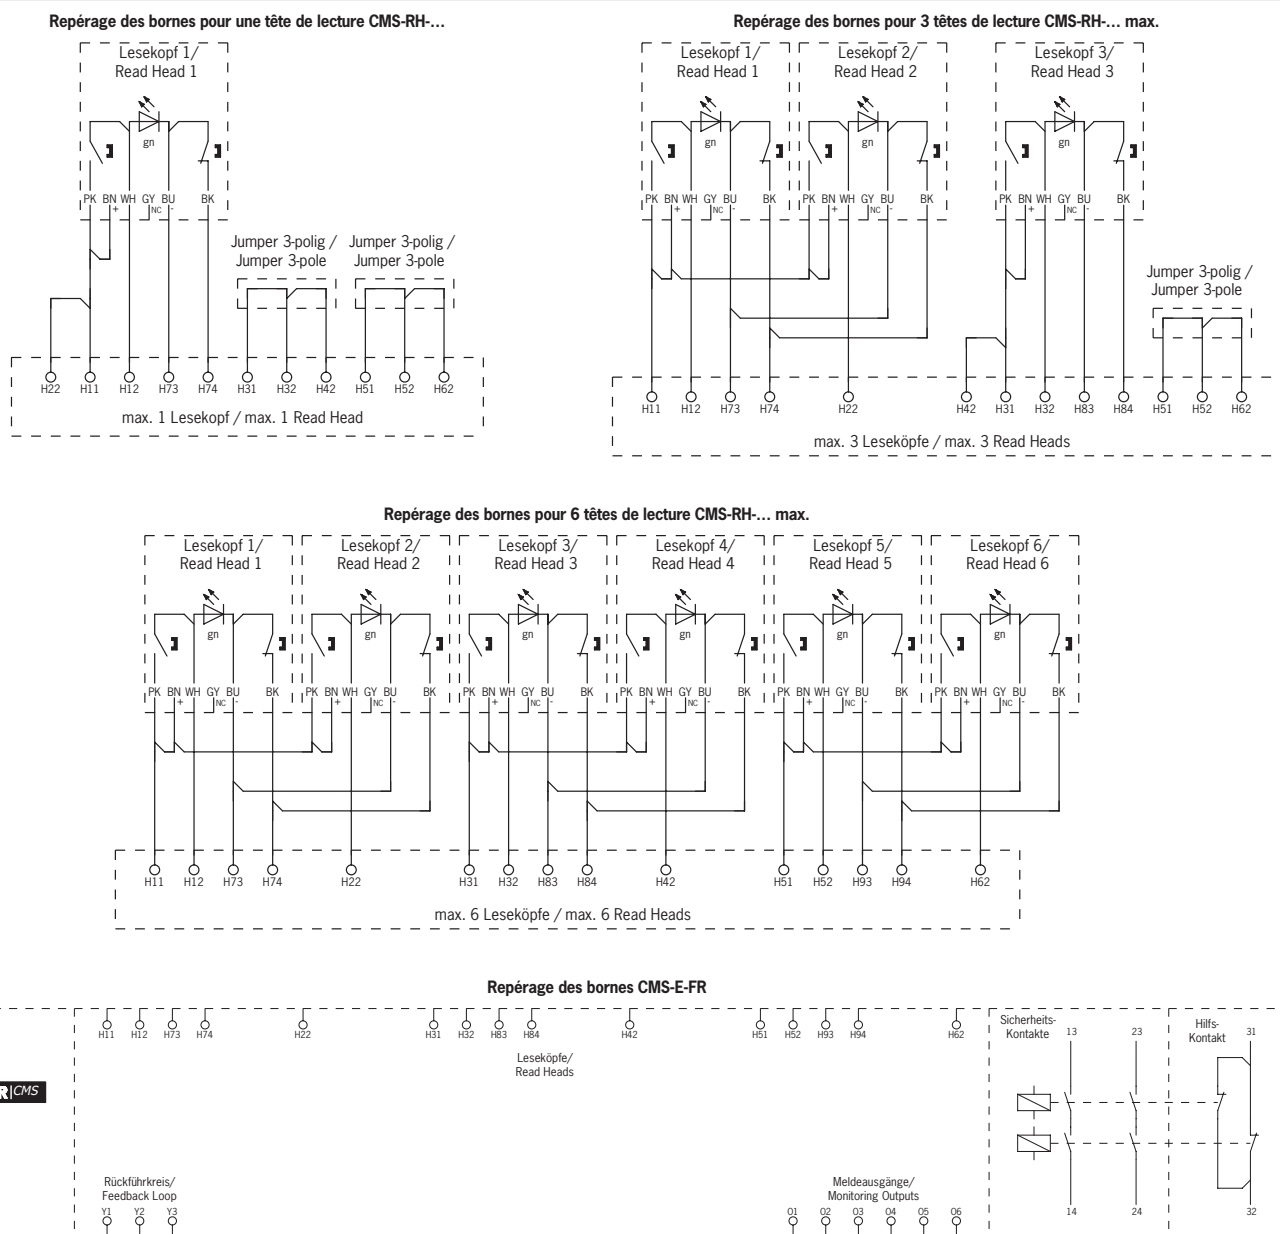 Repérage des bornes pour une tête de lecture CMS-RH-...
Lesekopf 1/
Read Head 1
gn
PK BN WH GY BU BK
+ NC -
Jumper 3-polig /
Jumper 3-pole
Jumper 3-polig /
Jumper 3-pole
H22 H11 H12 H73 H74 H31 H32 H42 H51 H52 H62
max. 1 Lesekopf / max. 1 Read Head
Repérage des bornes pour 3 têtes de lecture CMS-RH-... max.
Lesekopf 1/
Read Head 1
Lesekopf 2/
Read Head 2
Lesekopf 3/
Read Head 3
gn gn gn
PK BN WH GY BU BK PK BN WH GY BU BK PK BN WH GY BU BK
+ NC - + NC - + NC -
Jumper 3-polig /
Jumper 3-pole
H11 H12 H73 H74 H22 H42 H31 H32 H83 H84 H51 H52 H62
max. 3 Leseköpfe / max. 3 Read Heads
Repérage des bornes pour 6 têtes de lecture CMS-RH-... max.
Lesekopf 1/
Read Head 1
Lesekopf 2/
Read Head 2
Lesekopf 3/
Read Head 3
Lesekopf 4/
Read Head 4
Lesekopf 5/
Read Head 5
Lesekopf 6/
Read Head 6
gn gn gn gn gn gn
PK BN WH GY BU BK PK BN WH GY BU BK PK BN WH GY BU BK PK BN WH GY BU BK PK BN WH GY BU BK PK BN WH GY BU BK
+ NC - + NC - + NC - + NC - + NC - + NC -
H11 H12 H73 H74 H22 H31 H32 H83 H84 H42 H51 H52 H93 H94 H62
max. 6 Leseköpfe / max. 6 Read Heads
Repérage des bornes CMS-E-FR
H11 H12 H73 H74 H22 H31 H32 H83 H84 H42 H51 H52 H93 H94 H62
Leseköpfe/
Read Heads
Sicherheits-
Kontakte
13 23
Hilfs-
Kontakt
31
R|CMS
Rückführkreis/
Feedback Loop
Y1 Y2 Y3
Meldeausgänge/
Monitoring Outputs
O1 O2 O3 O4 O5 O6
14 24 32